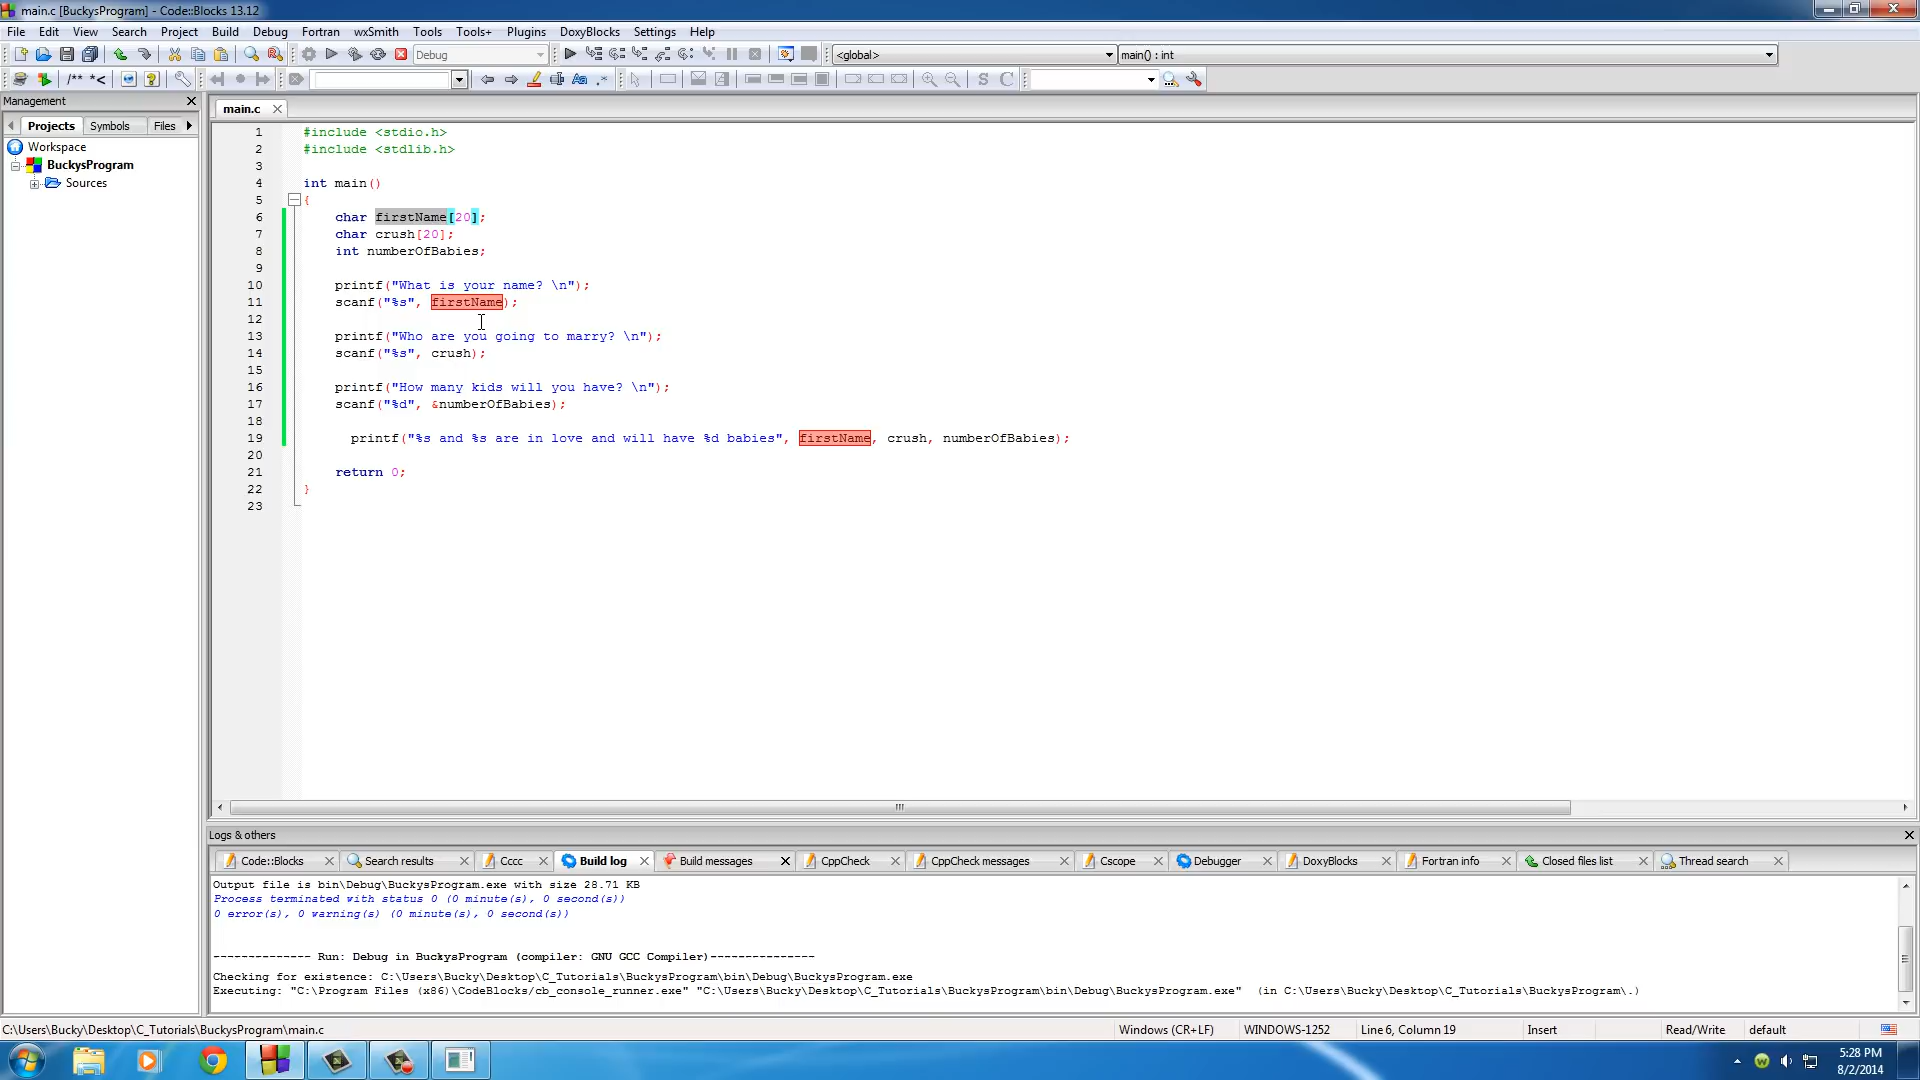 main.c [BuckysProgram] - Code::Blocks 13.12
File Edit View Search Project Build Debug Fortran wxSmith Tools Tools+ Plugins DoxyBlocks Settings Help
Debug <global> main() : int
/** *< Aa .* S C
Management
main.c
Projects Symbols Files
Workspace
BuckysProgram
Sources
1 #include <stdio.h>
2 #include <stdlib.h>
3
4 int main()
5 {
6 char firstName[20];
7 char crush[20];
8 int numberOfBabies;
9
10 printf("What is your name? \n");
11 scanf("%s", firstName);
12
13 printf("Who are you going to marry? \n");
14 scanf("%s", crush);
15
16 printf("How many kids will you have? \n");
17 scanf("%d", &numberOfBabies);
18
19 printf("%s and %s are in love and will have %d babies", firstName, crush, numberOfBabies);
20
21 return 0;
22 }
23
Logs & others
Code::Blocks Search results Cccc Build log Build messages CppCheck CppCheck messages Cscope Debugger DoxyBlocks Fortran info Closed files list Thread search
Output file is bin\Debug\BuckysProgram.exe with size 28.71 KB
Process terminated with status 0 (0 minute(s), 0 second(s))
0 error(s), 0 warning(s) (0 minute(s), 0 second(s))
-------------- Run: Debug in BuckysProgram (compiler: GNU GCC Compiler)---------------
Checking for existence: C:\Users\Bucky\Desktop\C_Tutorials\BuckysProgram\bin\Debug\BuckysProgram.exe
Executing: "C:\Program Files (x86)\CodeBlocks/cb_console_runner.exe" "C:\Users\Bucky\Desktop\C_Tutorials\BuckysProgram\bin\Debug\BuckysProgram.exe" (in C:\Users\Bucky\Desktop\C_Tutorials\BuckysProgram\.)
C:\Users\Bucky\Desktop\C_Tutorials\BuckysProgram\main.c Windows (CR+LF) WINDOWS-1252 Line 6, Column 19 Insert Read/Write default
5:28 PM
8/2/2014